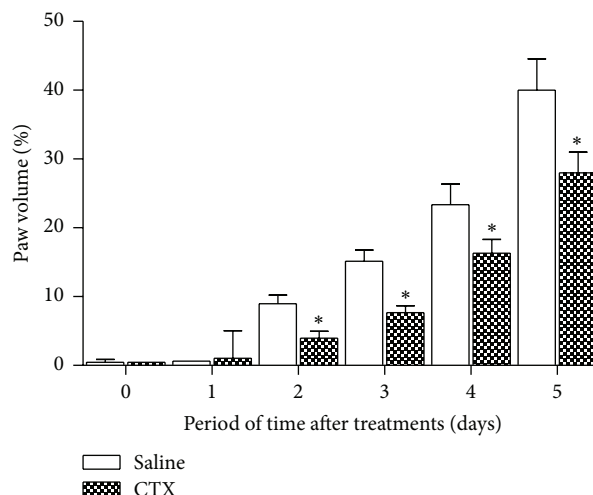 50
40
30
20
10
0
Paw volume (%)
*
*
*
*
0 1 2 3 4 5
Period of time after treatments (days)
Saline
CTX